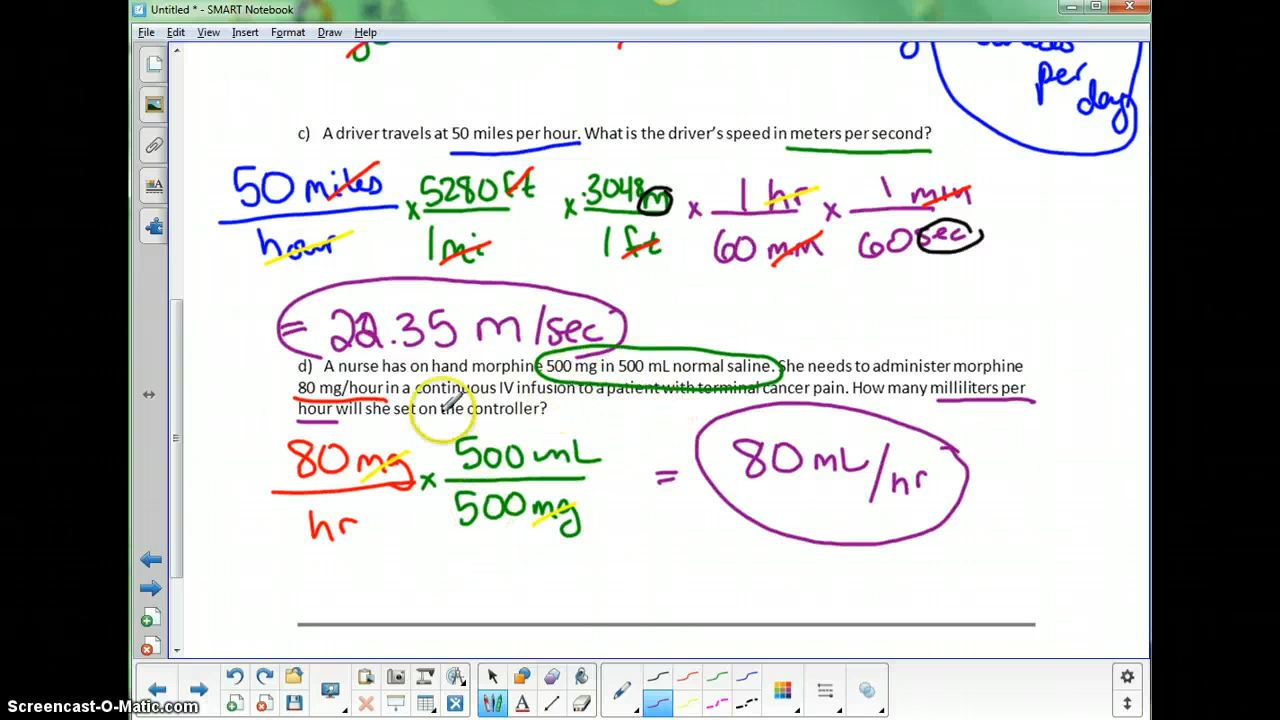 Untitled * - SMART Notebook
File Edit View Insert Format Draw Help
per
day
c) A driver travels at 50 miles per hour. What is the driver's speed in meters per second?
50 miles × 5280 ft × .3048 m × 1 hr × 1 min
hour 1 mi 1 ft 60 min 60 sec
= 22.35 m/sec
d) A nurse has on hand morphine 500 mg in 500 mL normal saline. She needs to administer morphine
80 mg/hour in a continuous IV infusion to a patient with terminal cancer pain. How many milliliters per
hour will she set on the controller?
80 mg × 500 mL = 80 mL/hr
hr 500 mg
Screencast-O-Matic.com